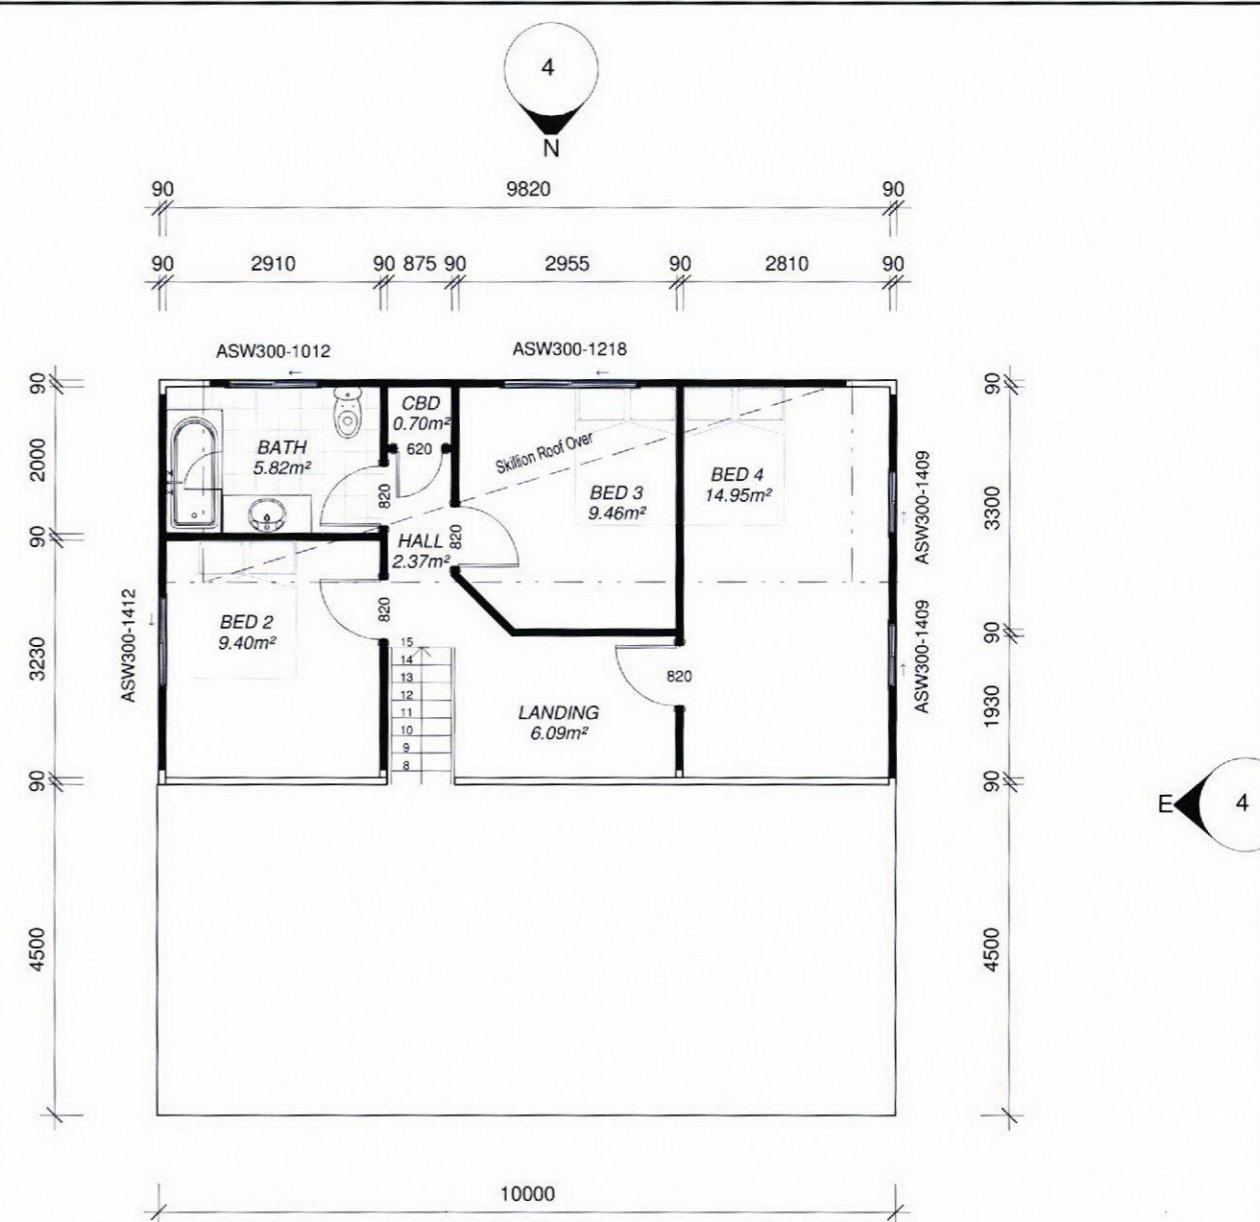 4
N
90 9820 90
90 2910 90 875 90 2955 90 2810 90
ASW300-1012
ASW300-1218
90
2000
90
3230
90
4500
ASW300-1412
CBD
0.70m²
620
BATH
5.82m²
820
Skillion Roof Over
BED 3
9.46m²
BED 4
14.95m²
HALL
2.37m²
820
BED 2
9.40m²
820
15
14
13
12
11
10
9
8
LANDING
6.09m²
820
ASW300-1409
ASW300-1409
90
3300
90
1930
90
4500
E
4
10000